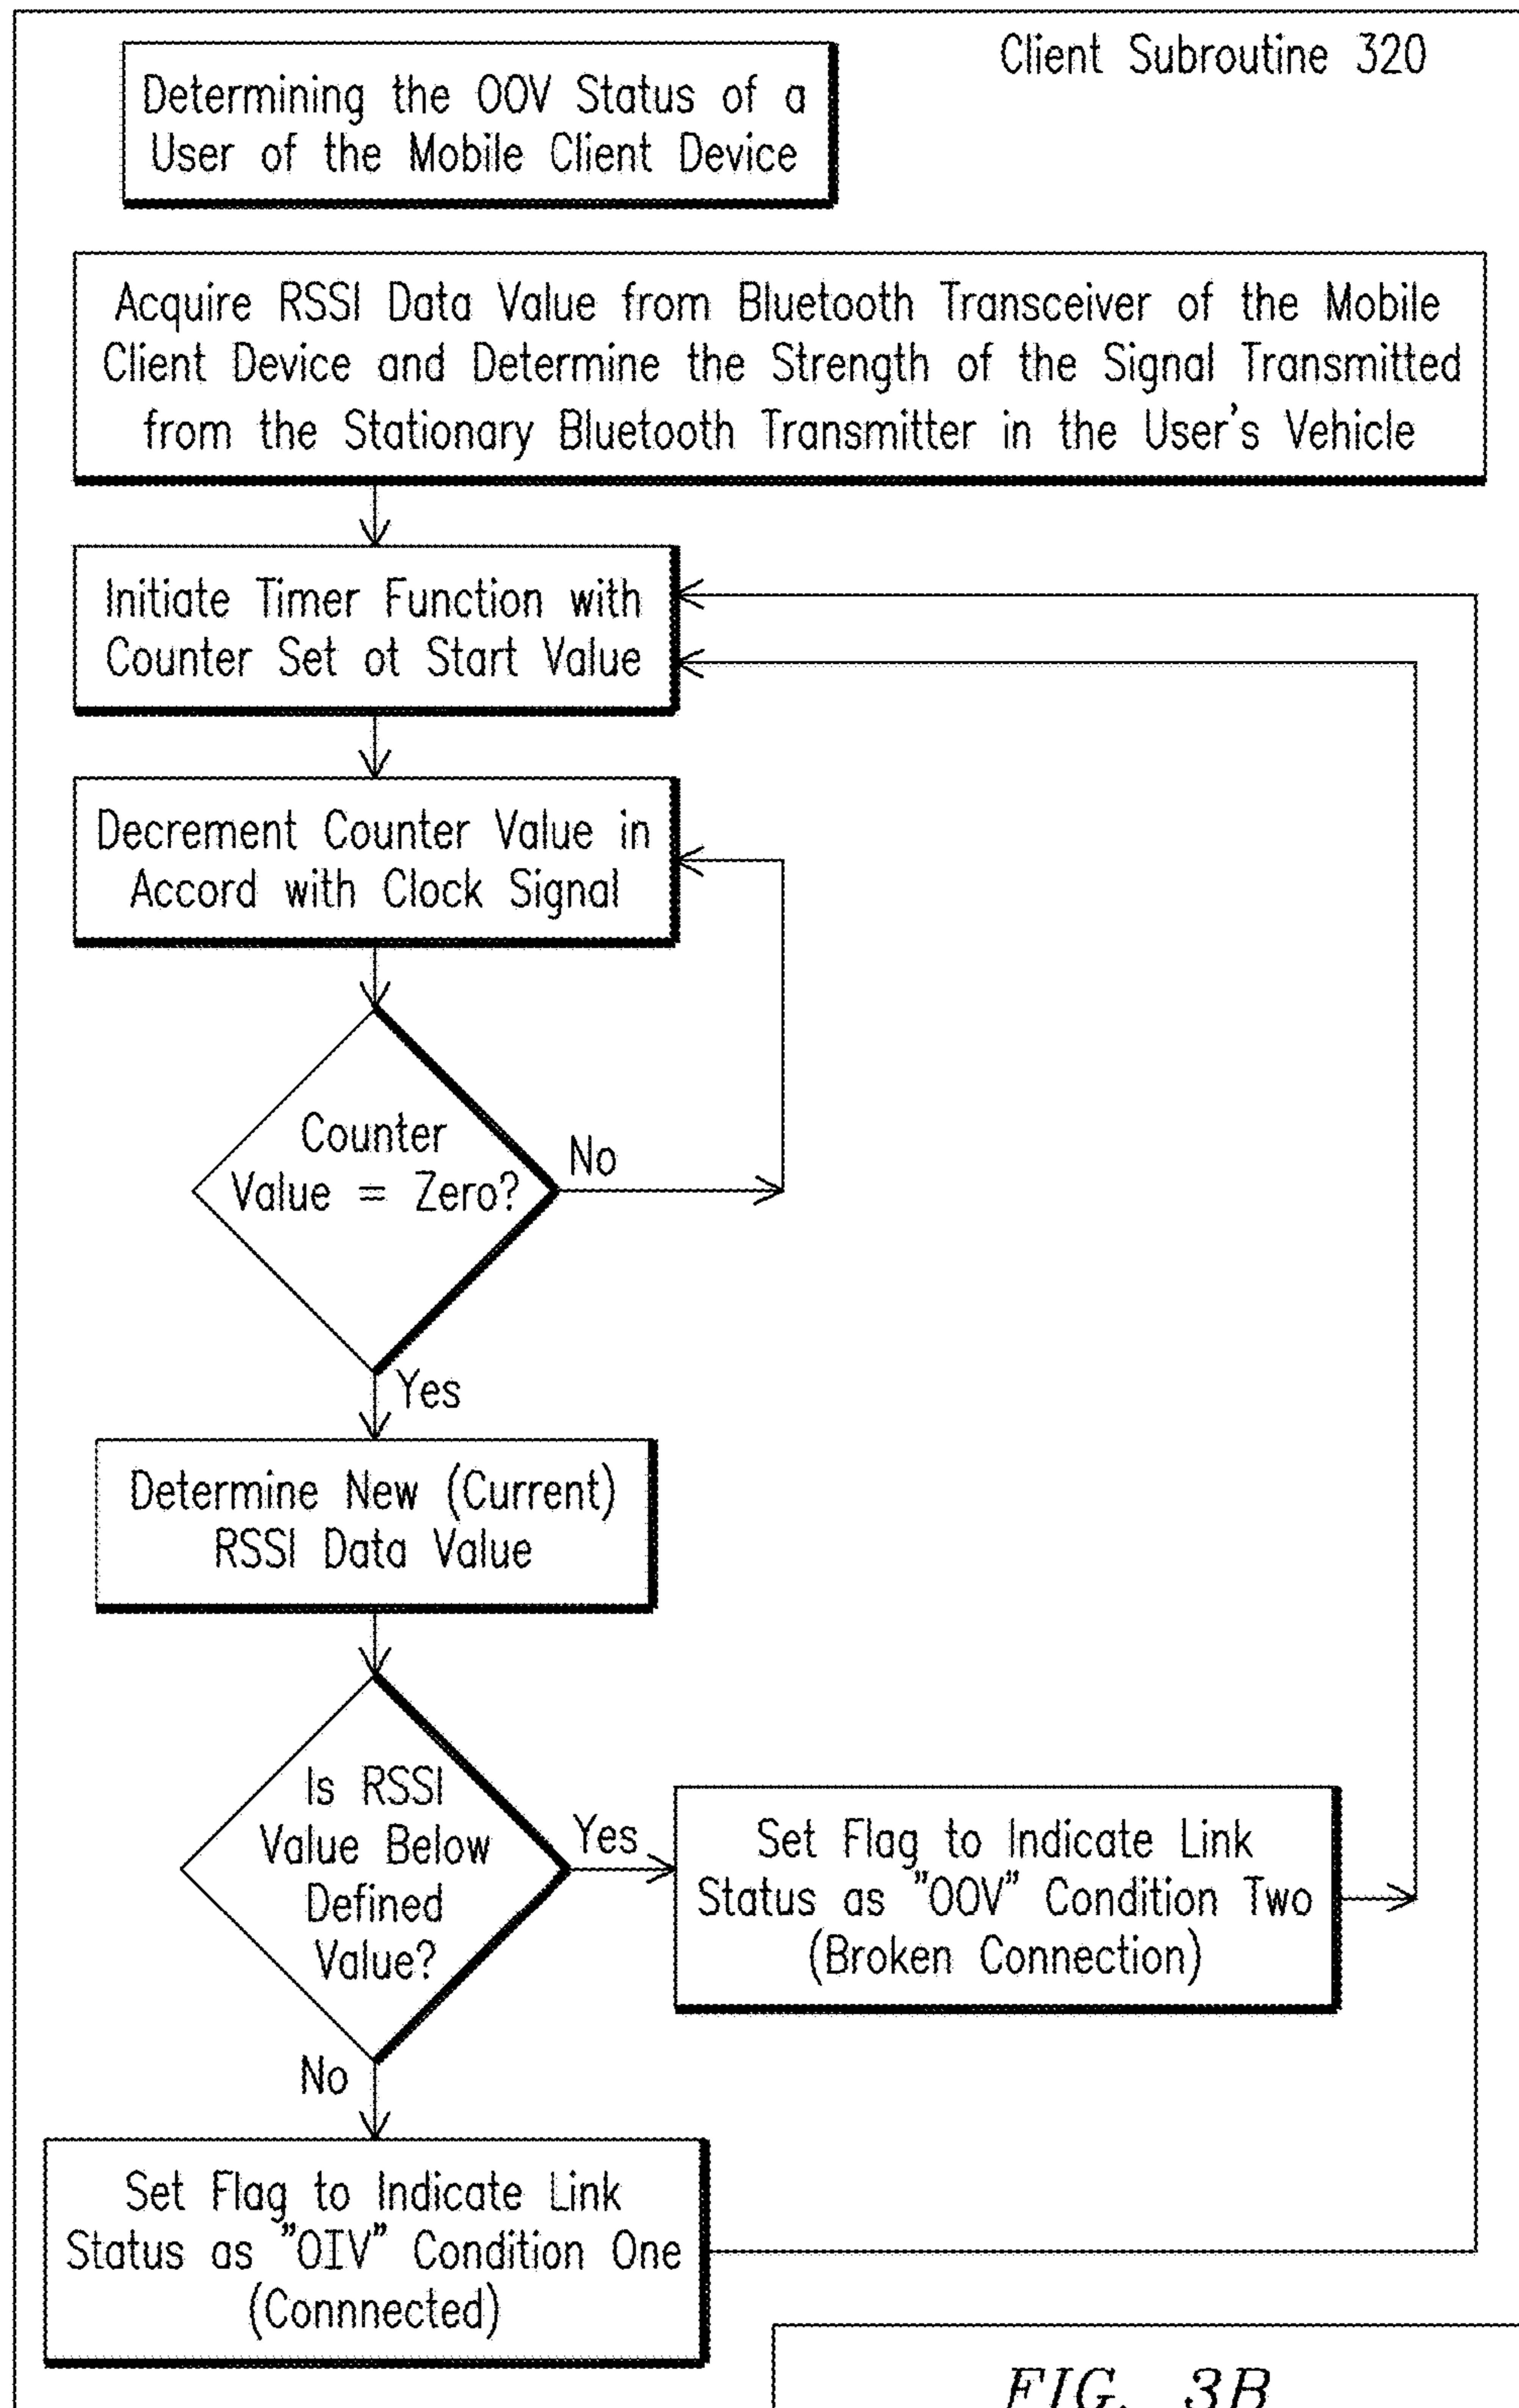 Client Subroutine 320
Determining the OOV Status of a
User of the Mobile Client Device
Acquire RSSI Data Value from Bluetooth Transceiver of the Mobile
Client Device and Determine the Strength of the Signal Transmitted
from the Stationary Bluetooth Transmitter in the User's Vehicle
Initiate Timer Function with
Counter Set ot Start Value
Decrement Counter Value in
Accord with Clock Signal
Counter
Value = Zero?
No
Yes
Determine New (Current)
RSSI Data Value
Is RSSI
Value Below
Defined
Value?
Yes
Set Flag to Indicate Link
Status as "OOV" Condition Two
(Broken Connection)
No
Set Flag to Indicate Link
Status as "OIV" Condition One
(Connnected)
FIG. 3B